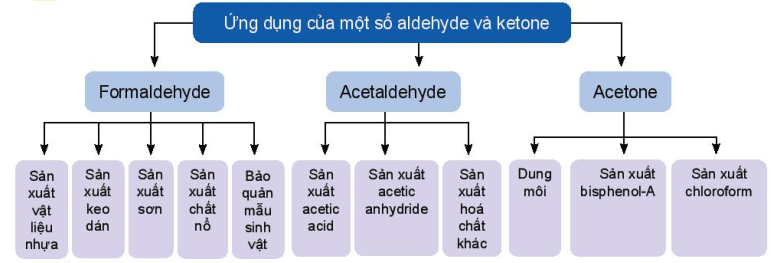 Ứng dụng của một số aldehyde và ketone
Formaldehyde
Acetaldehyde
Acetone
Sản
xuất
vật
liệu
nhựa
Sản
xuất
keo
dán
Sản
xuất
sơn
Sản
xuất
chất
nổ
Bảo
quản
mẫu
sinh
vật
Sản
xuất
acetic
acid
Sản xuất
acetic
anhydride
Sản
xuất
hoá
chất
khác
Dung
môi
Sản xuất
bisphenol-A
Sản xuất
chloroform